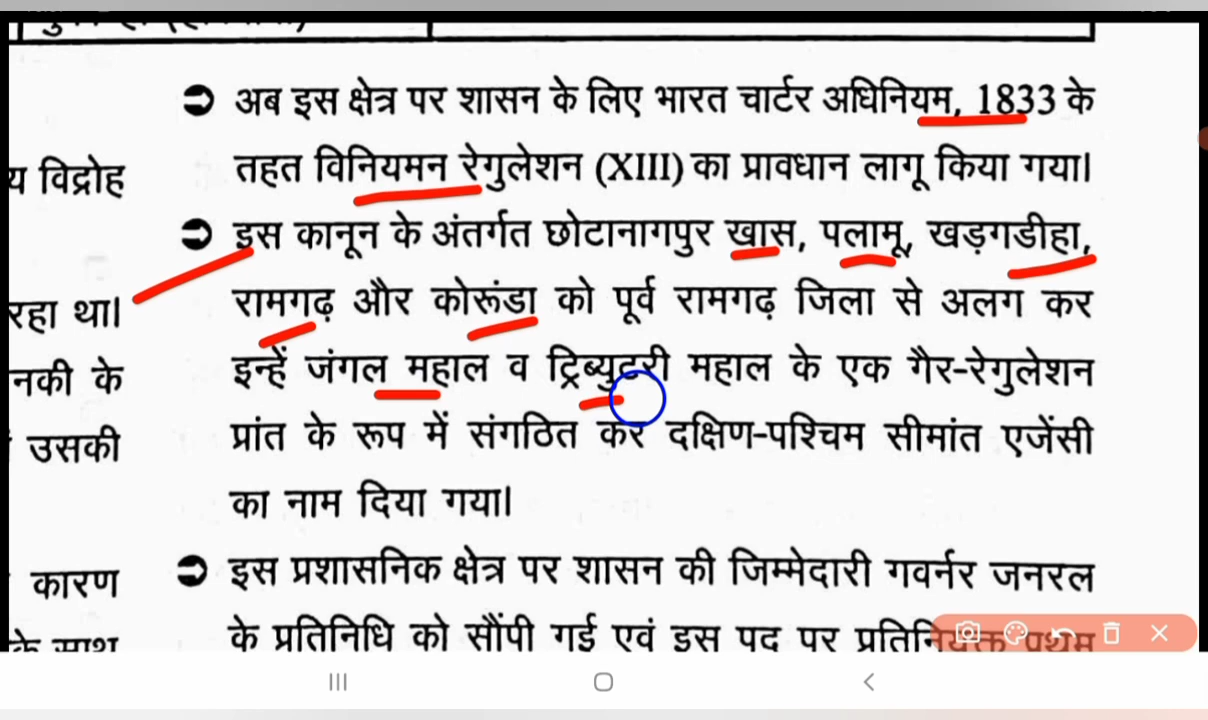 अब इस क्षेत्र पर शासन के लिए भारत चार्टर अधिनियम, 1833 के
तहत विनियमन रेगुलेशन (XIII) का प्रावधान लागू किया गया।
य विद्रोह
इस कानून के अंतर्गत छोटानागपुर खास, पलामू, खड़गडीहा,
रामगढ़ और कोरूंडा को पूर्व रामगढ़ जिला से अलग कर
रहा था।
इन्हें जंगल महाल व ट्रिब्युटरी महाल के एक गैर-रेगुलेशन
नकी के
प्रांत के रूप में संगठित कर दक्षिण-पश्चिम सीमांत एजेंसी
उसकी
का नाम दिया गया।
इस प्रशासनिक क्षेत्र पर शासन की जिम्मेदारी गवर्नर जनरल
कारण
के प्रतिनिधि को सौंपी गई एवं इस पद पर प्रतिनियुक्त प्रथम
के साथ